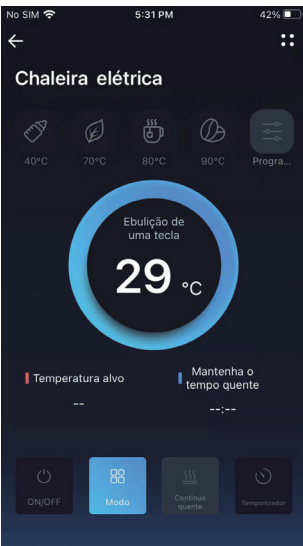 No SIM 5:31 PM 42%
Chaleira elétrica
40°C 70°C 80°C 90°C Progra...
Ebulição de
uma tecla
29 °C
Temperatura alvo
--
Mantenha o
tempo quente
--:--
ON/OFF
Modo
Continua
quente
Temporizador